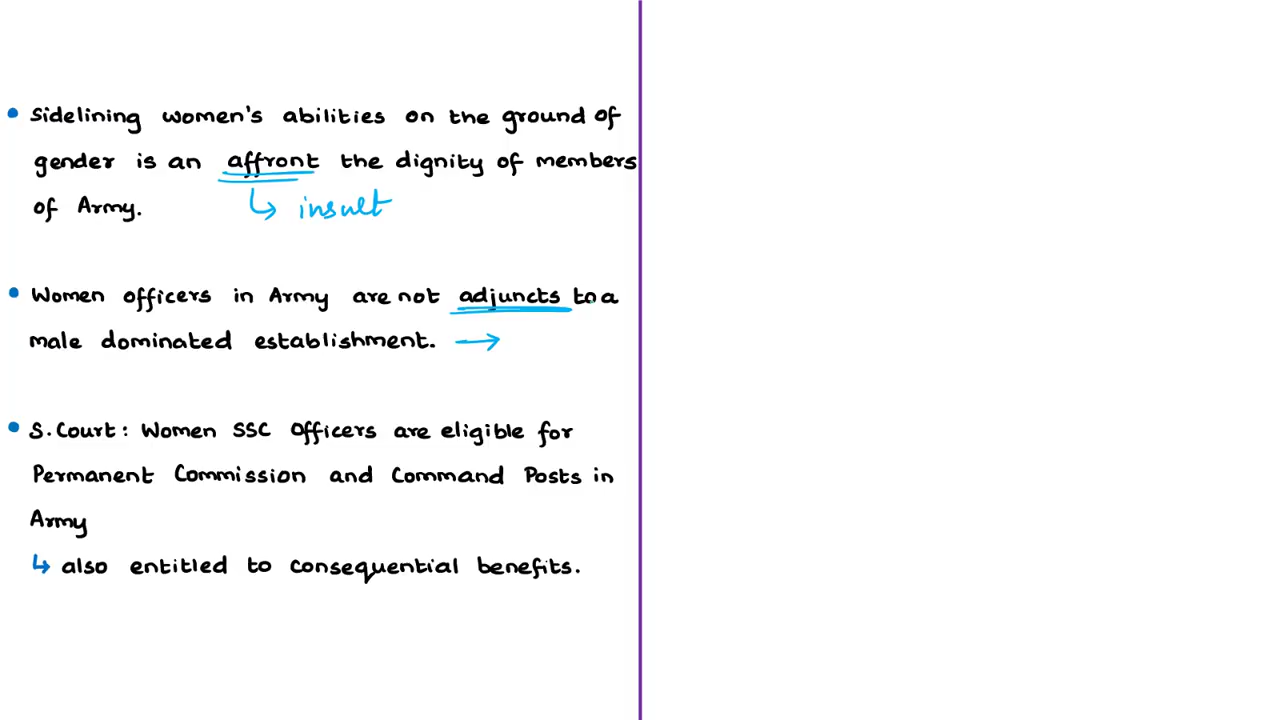 • Sidelining women's abilities on the ground of
gender is an affront the dignity of members
of Army. ↳ insult
• Women officers in Army are not adjuncts to a
male dominated establishment. →
• S. Court: Women SSC Officers are eligible for
Permanent Commission and Command Posts in
Army
↳ also entitled to consequential benefits.